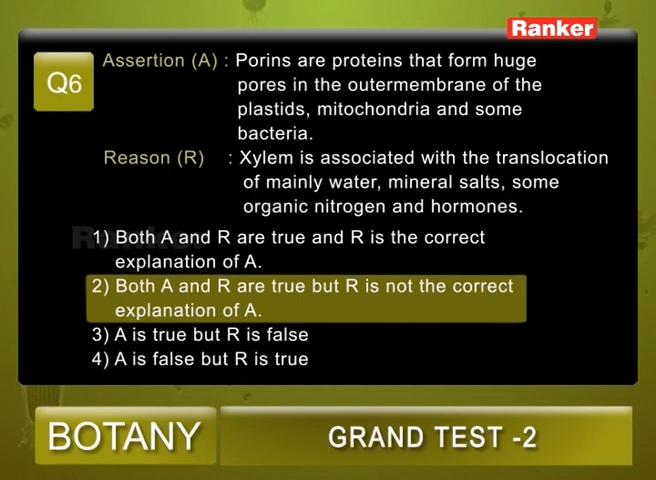 Ranker
Q6
Assertion (A) : Porins are proteins that form huge
pores in the outermembrane of the
plastids, mitochondria and some
bacteria.
Reason (R) : Xylem is associated with the translocation
of mainly water, mineral salts, some
organic nitrogen and hormones.
Ranker
1) Both A and R are true and R is the correct
explanation of A.
2) Both A and R are true but R is not the correct
explanation of A.
3) A is true but R is false
4) A is false but R is true
BOTANY
GRAND TEST -2